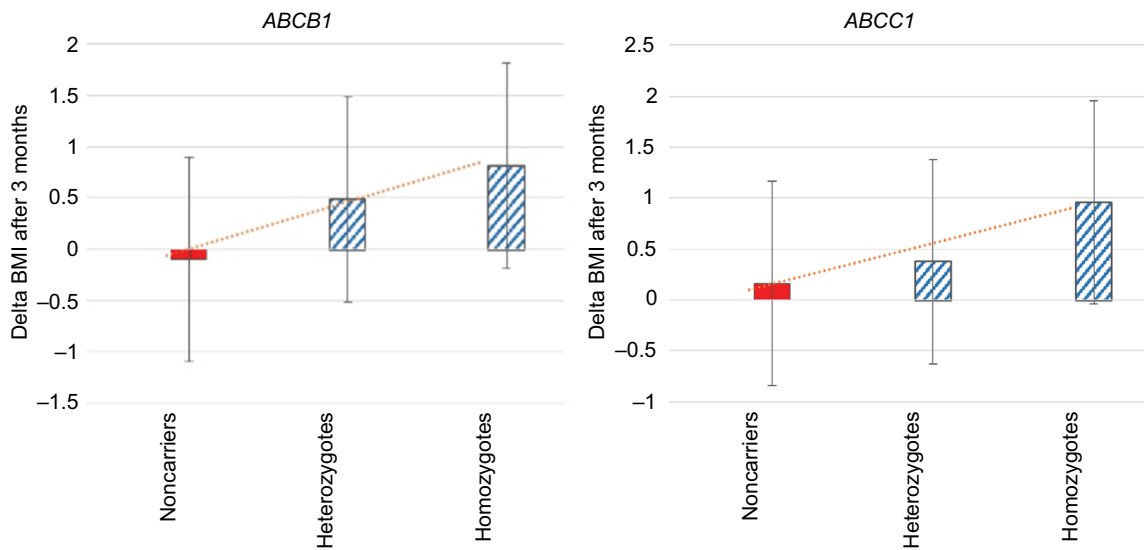 ABCB1
Delta BMI after 3 months
2
1.5
1
0.5
0
–0.5
–1
–1.5
Noncarriers
Heterozygotes
Homozygotes
ABCC1
Delta BMI after 3 months
2.5
2
1.5
1
0.5
0
–0.5
–1
Noncarriers
Heterozygotes
Homozygotes